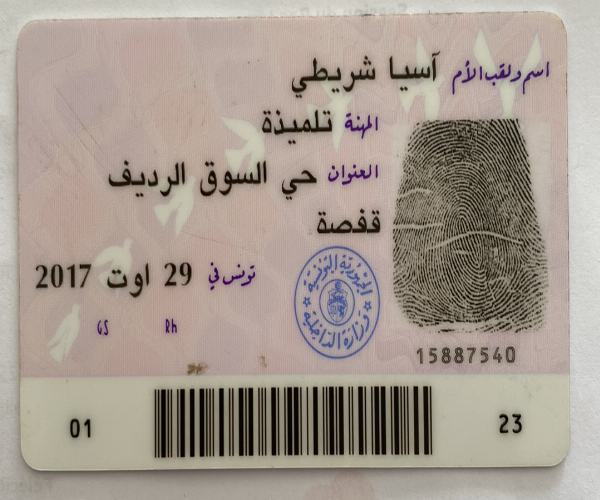 اسم ولقب الأم آسيا شريطي
المهنة تلميذة
العنوان حي السوق الرديف
قفصة
تونس في 29 اوت 2017
GS Rh
الجمهورية التونسية
وزارة الداخلية
15887540
01
23